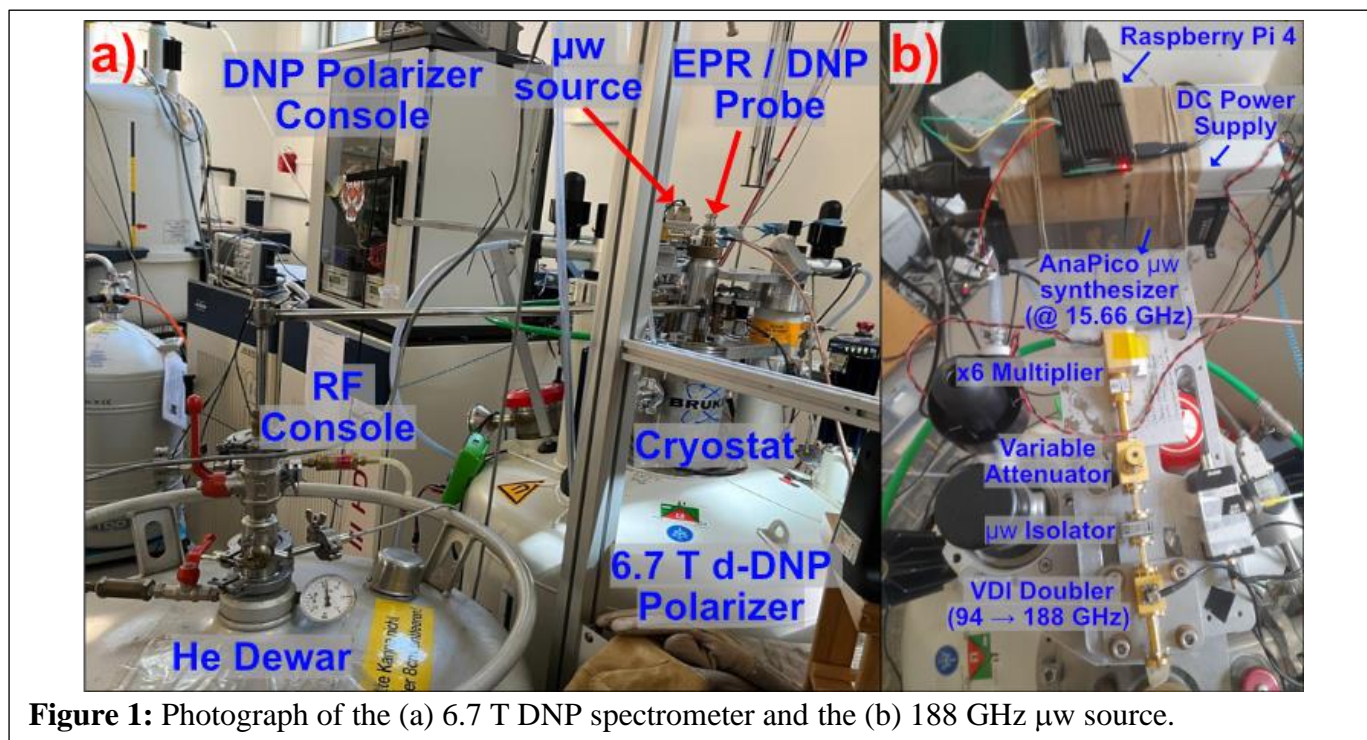 a)
DNP Polarizer
Console
μw
source
EPR / DNP
Probe
RF
Console
BRUK
Cryostat
6.7 T d-DNP
Polarizer
He Dewar
b)
Raspberry Pi 4
DC Power
Supply
AnaPico μw
synthesizer
(@ 15.66 GHz)
x6 Multiplier
Variable
Attenuator
μw Isolator
VDI Doubler
(94 → 188 GHz)
Figure 1: Photograph of the (a) 6.7 T DNP spectrometer and the (b) 188 GHz μw source.